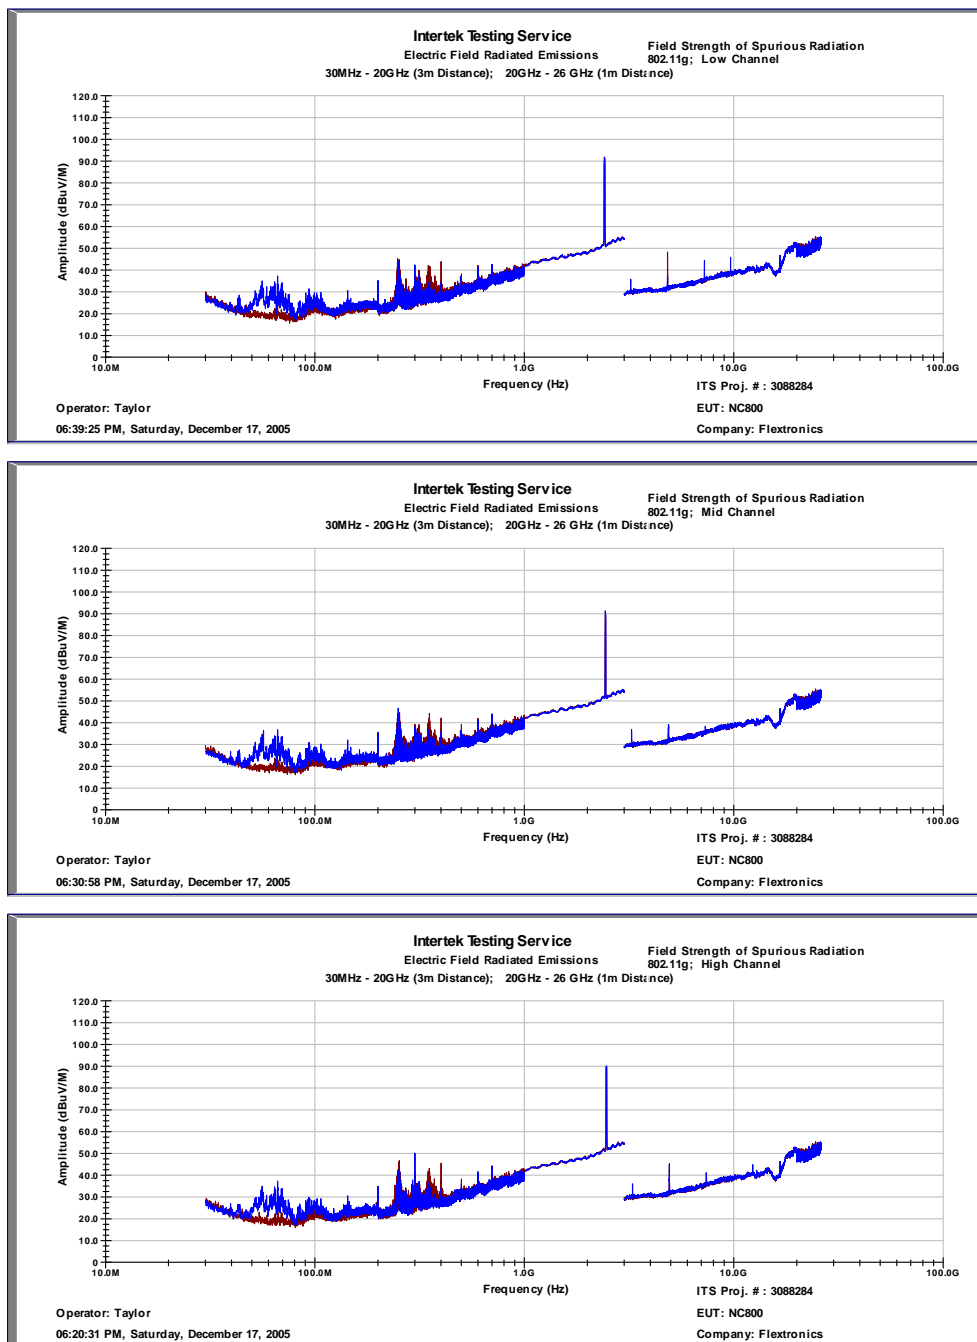 Intertek Testing Service
Electric Field Radiated Emissions
30MHz - 20GHz (3m Distance);   20GHz - 26 GHz (1m Distance)
Field Strength of Spurious Radiation
802.11g;  Low Channel
120.0
110.0
100.0
90.0
80.0
70.0
60.0
50.0
40.0
30.0
20.0
10.0
0
Amplitude (dBuV/M)
10.0M 100.0M 1.0G 10.0G 100.0G
Frequency (Hz)
ITS Proj. # : 3088284
Operator: Taylor
EUT: NC800
06:39:25 PM, Saturday, December 17, 2005
Company: Flextronics
Intertek Testing Service
Electric Field Radiated Emissions
30MHz - 20GHz (3m Distance);   20GHz - 26 GHz (1m Distance)
Field Strength of Spurious Radiation
802.11g;  Mid Channel
120.0
110.0
100.0
90.0
80.0
70.0
60.0
50.0
40.0
30.0
20.0
10.0
0
Amplitude (dBuV/M)
10.0M 100.0M 1.0G 10.0G 100.0G
Frequency (Hz)
ITS Proj. # : 3088284
Operator: Taylor
EUT: NC800
06:30:58 PM, Saturday, December 17, 2005
Company: Flextronics
Intertek Testing Service
Electric Field Radiated Emissions
30MHz - 20GHz (3m Distance);   20GHz - 26 GHz (1m Distance)
Field Strength of Spurious Radiation
802.11g;  High Channel
120.0
110.0
100.0
90.0
80.0
70.0
60.0
50.0
40.0
30.0
20.0
10.0
0
Amplitude (dBuV/M)
10.0M 100.0M 1.0G 10.0G 100.0G
Frequency (Hz)
ITS Proj. # : 3088284
Operator: Taylor
EUT: NC800
06:20:31 PM, Saturday, December 17, 2005
Company: Flextronics